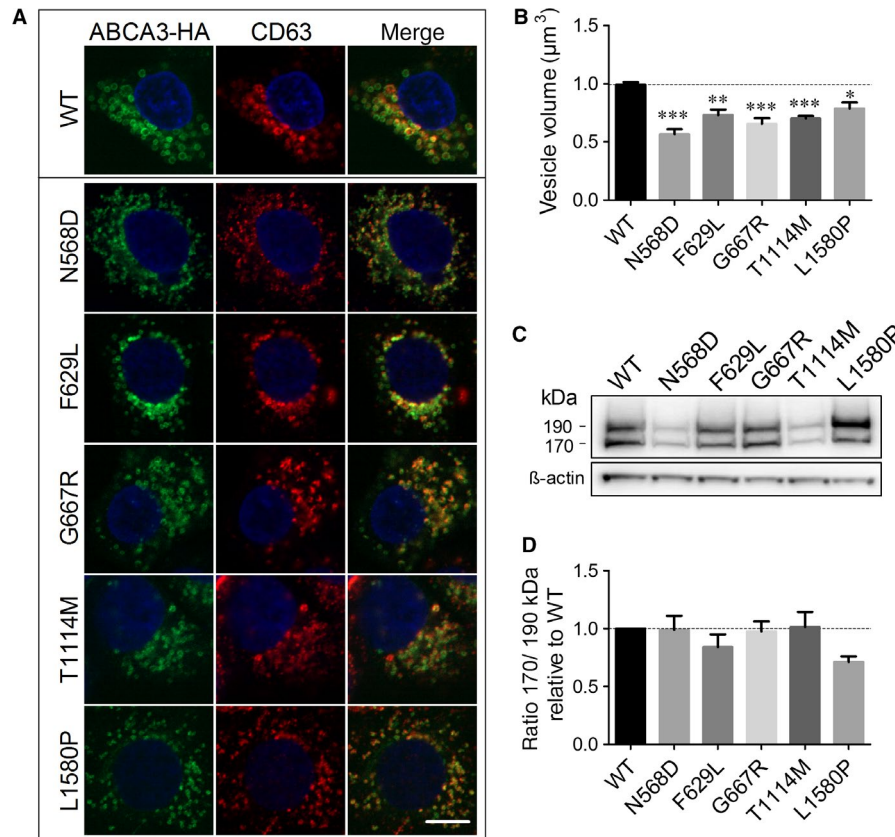 A
ABCA3-HA CD63 Merge
WT
N568D
F629L
G667R
T1114M
L1580P
B
Vesicle volume (µm³)
1.5
1.0
0.5
0.0
*** ** *** *** *
WT N568D F629L G667R T1114M L1580P
C
WT N568D F629L G667R T1114M L1580P
kDa
190 -
170 -
ß-actin
D
Ratio 170/ 190 kDa
relative to WT
1.5
1.0
0.5
0.0
WT N568D F629L G667R T1114M L1580P